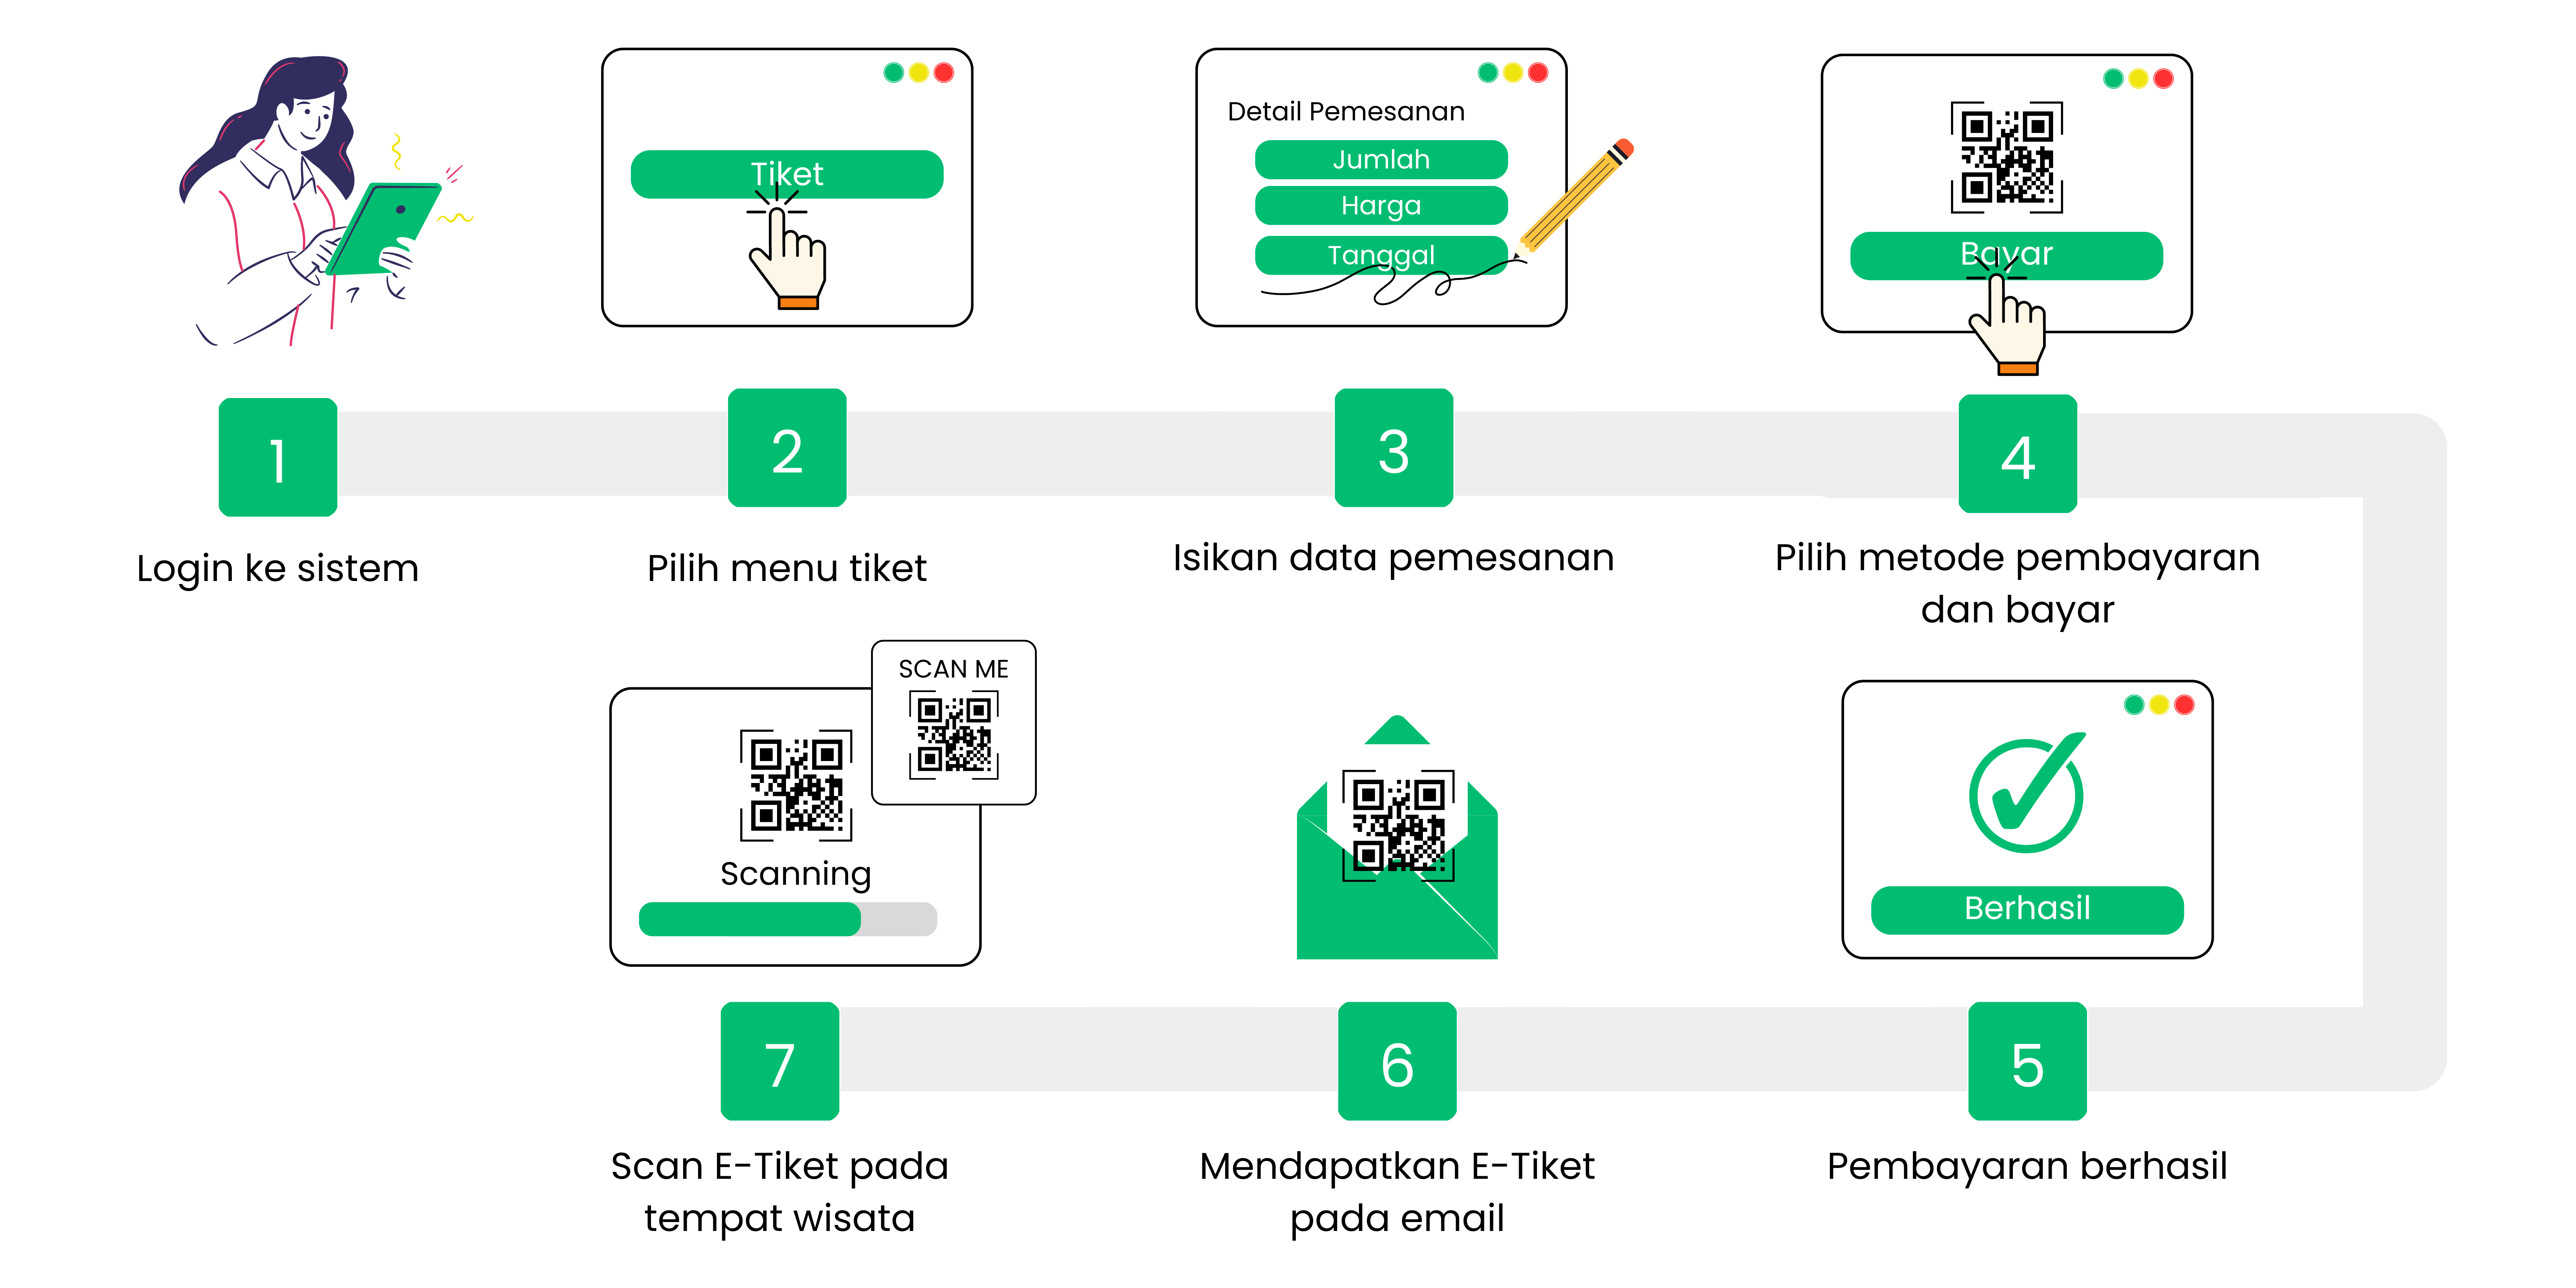 Tiket
Detail Pemesanan
Jumlah
Harga
Tanggal
Bayar
1
2
3
4
Login ke sistem
Pilih menu tiket
Isikan data pemesanan
Pilih metode pembayaran
dan bayar
SCAN ME
Scanning
Berhasil
7
6
5
Scan E-Tiket pada
tempat wisata
Mendapatkan E-Tiket
pada email
Pembayaran berhasil